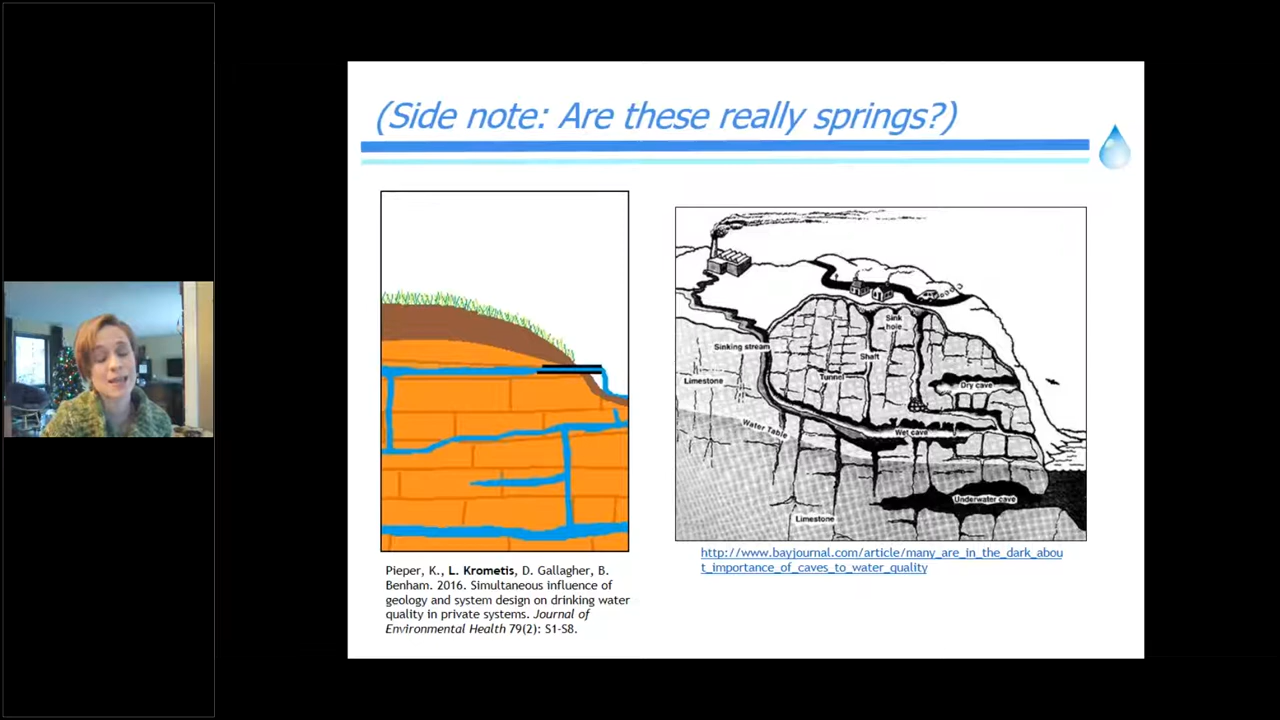 (Side note: Are these really springs?)
Sink
hole
Sinking stream
Shaft
Limestone
Tunnel
Dry cave
Water Table
Wet cave
Underwater cave
Limestone
Pieper, K., L. Krometis, D. Gallagher, B.
Benham. 2016. Simultaneous influence of
geology and system design on drinking water
quality in private systems. Journal of
Environmental Health 79(2): S1-S8.
http://www.bayjournal.com/article/many_are_in_the_dark_abou
t_importance_of_caves_to_water_quality